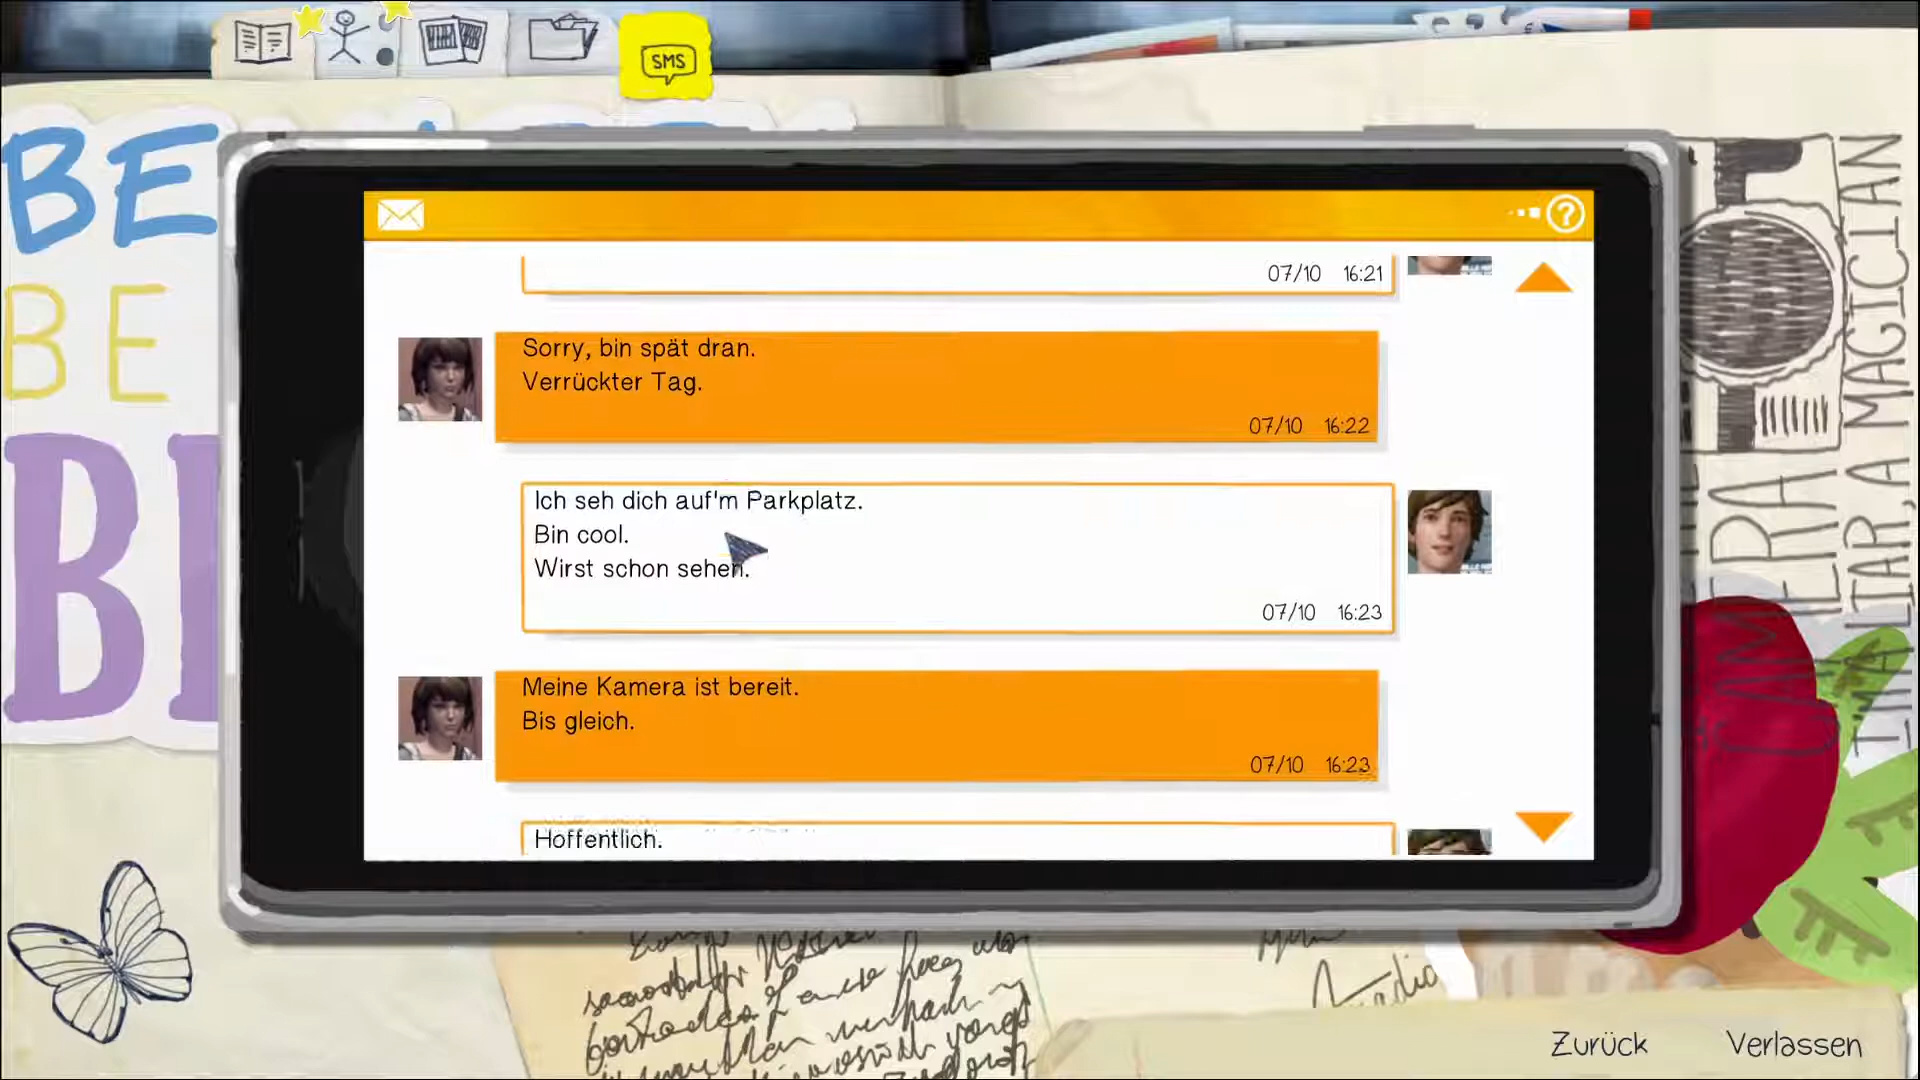 SMS
BE
BE
07/10 16:21
Sorry, bin spät dran.
Verrückter Tag.
07/10 16:22
Ich seh dich auf'm Parkplatz.
Bin cool.
Wirst schon sehen.
07/10 16:23
Meine Kamera ist bereit.
Bis gleich.
07/10 16:23
Hoffentlich.
CAMERA
A LIAR, A MAGICIAN
Zurück
Verlassen